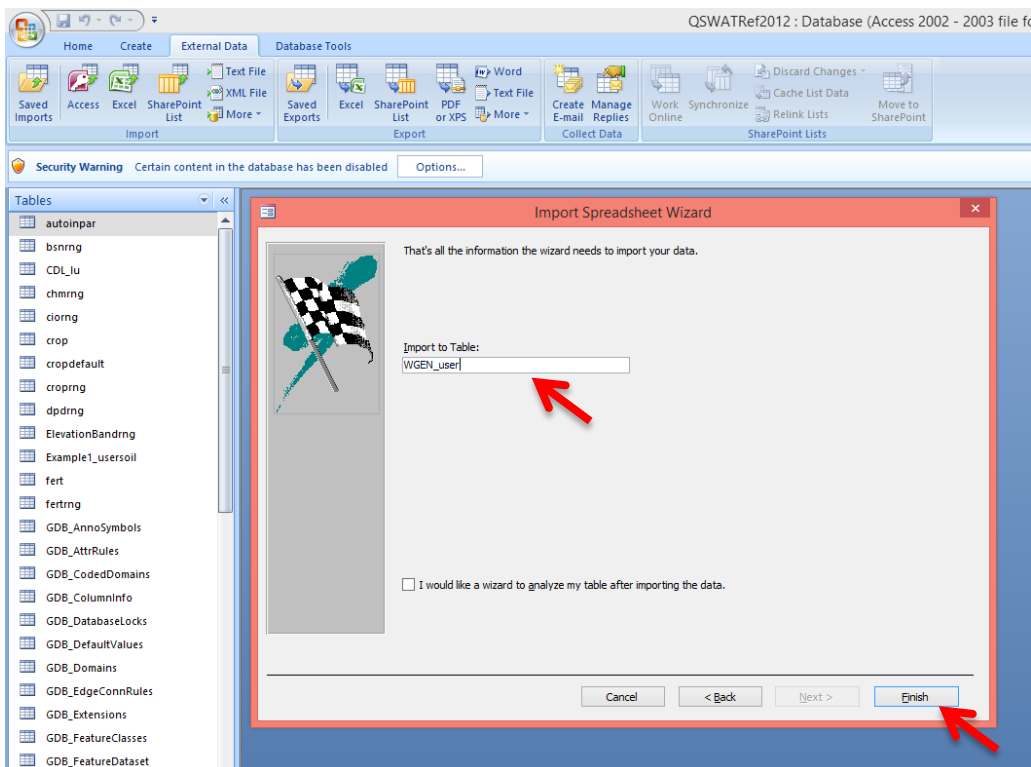 QSWATRef2012 : Database (Access 2002 - 2003 file fo
Home Create External Data Database Tools
Saved Imports
Access
Excel
SharePoint List
Text File
XML File
More
Import
Saved Exports
Excel
SharePoint List
PDF or XPS
Word
Text File
More
Export
Create E-mail
Manage Replies
Collect Data
Work Online
Synchronize
Discard Changes
Cache List Data
Relink Lists
Move to SharePoint
SharePoint Lists
Security Warning Certain content in the database has been disabled Options...
Tables
autoinpar
bsnrng
CDL_lu
chmrng
ciorng
crop
cropdefault
croprng
dpdrng
ElevationBandrng
Example1_usersoil
fert
fertrng
GDB_AnnoSymbols
GDB_AttrRules
GDB_CodedDomains
GDB_ColumnInfo
GDB_DatabaseLocks
GDB_DefaultValues
GDB_Domains
GDB_EdgeConnRules
GDB_Extensions
GDB_FeatureClasses
GDB_FeatureDataset
Import Spreadsheet Wizard
That's all the information the wizard needs to import your data.
Import to Table:
WGEN_user
I would like a wizard to analyze my table after importing the data.
Cancel < Back Next > Finish